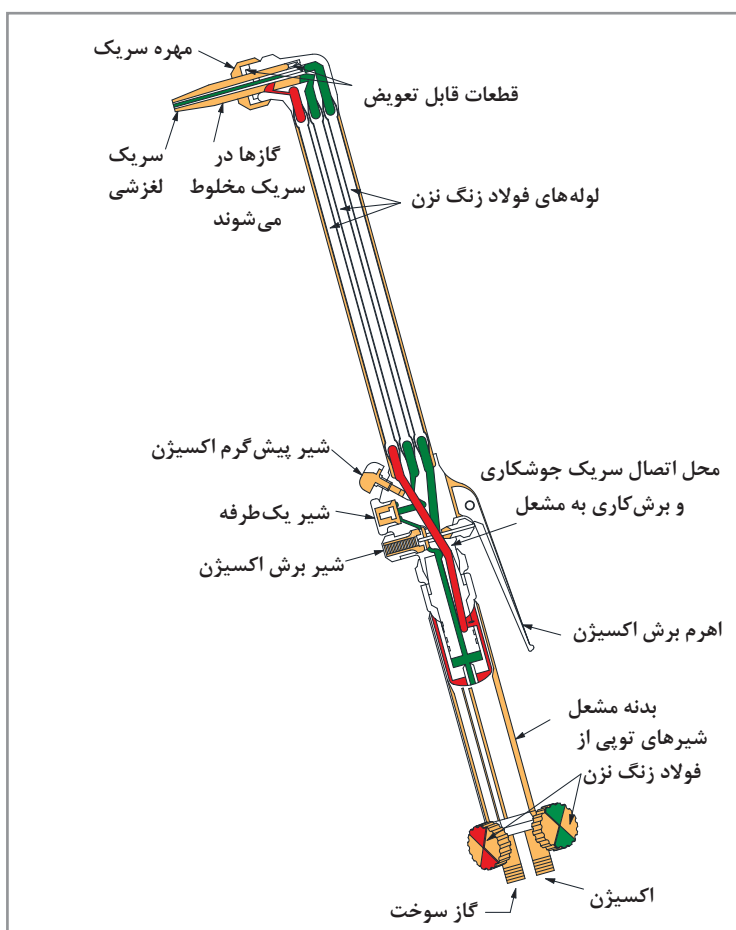 مهره سریک
قطعات قابل تعویض
سریک
لغزشی
گازها در
سریک مخلوط
می‌شوند
لوله‌های فولاد زنگ نزن
شیر پیش‌گرم اکسیژن
محل اتصال سریک جوشکاری
و برش‌کاری به مشعل
شیر یک‌طرفه
شیر برش اکسیژن
اهرم برش اکسیژن
بدنه مشعل
شیرهای توپی از
فولاد زنگ نزن
اکسیژن
گاز سوخت